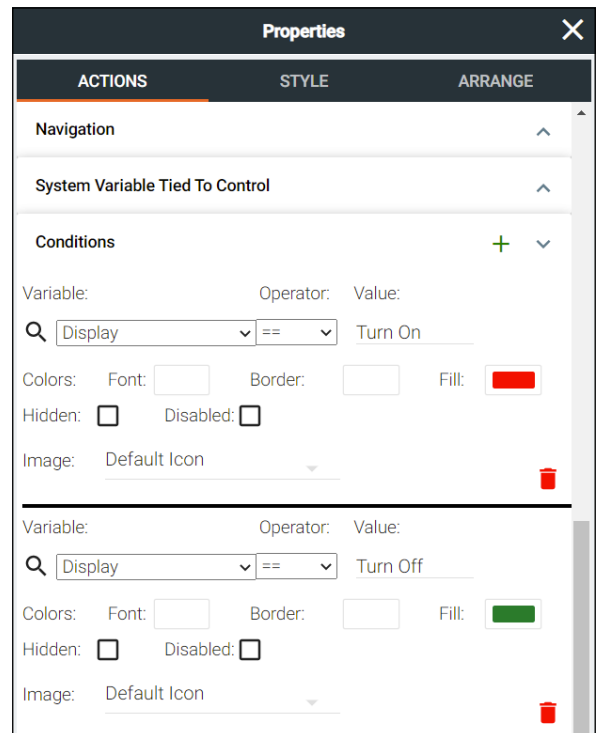 Properties
ACTIONS STYLE ARRANGE
Navigation
System Variable Tied To Control
Conditions
Variable: Operator: Value:
Display == Turn On
Colors: Font: Border: Fill:
Hidden: Disabled:
Image: Default Icon
Variable: Operator: Value:
Display == Turn Off
Colors: Font: Border: Fill:
Hidden: Disabled:
Image: Default Icon